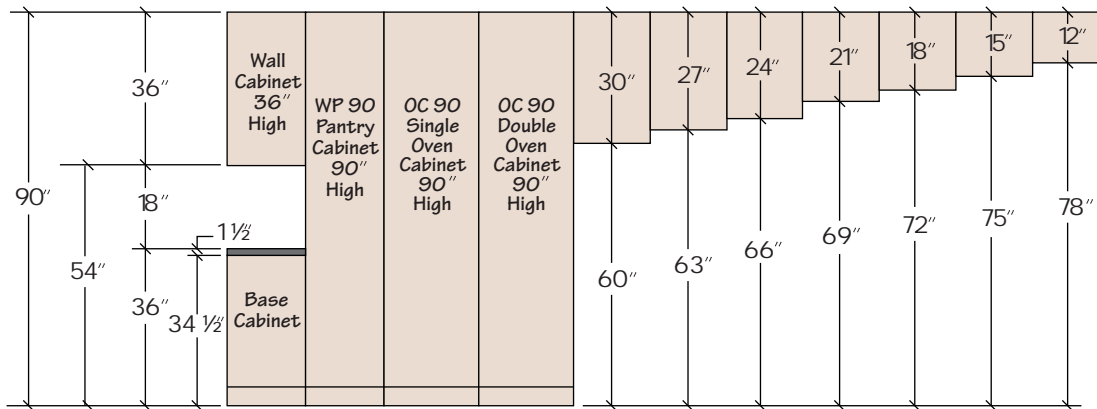 90″
36″
18″
54″
36″
1 ½″
34 ½″
Wall
Cabinet
36″
High
Base
Cabinet
WP 90
Pantry
Cabinet
90″
High
OC 90
Single
Oven
Cabinet
90″
High
OC 90
Double
Oven
Cabinet
90″
High
30″
27″
24″
21″
18″
15″
12″
60″
63″
66″
69″
72″
75″
78″